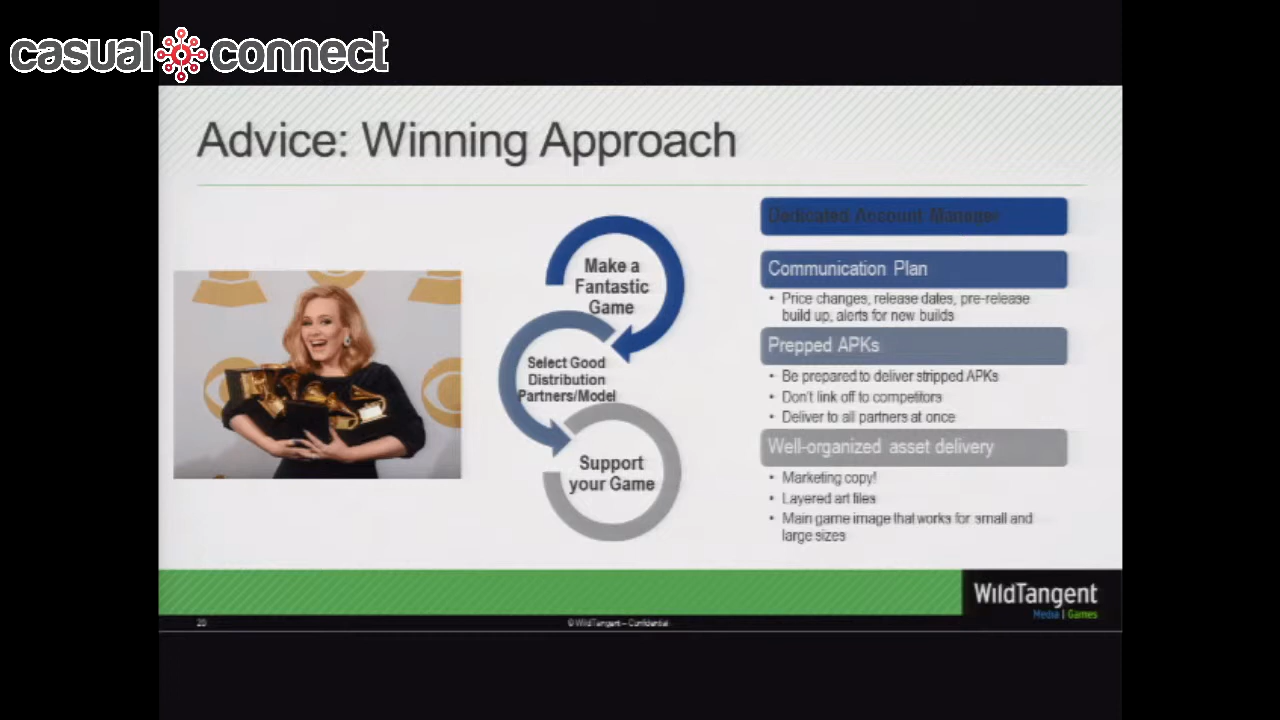 casual connect
Advice: Winning Approach
Make a
Fantastic
Game
Select Good
Distribution
Partners/Model
Support
your Game
Dedicated Account Manager
Communication Plan
• Price changes, release dates, pre-release
build up, alerts for new builds
Prepped APKs
• Be prepared to deliver stripped APKs
• Don't link off to competitors
• Deliver to all partners at once
Well-organized asset delivery
• Marketing copy!
• Layered art files
• Main game image that works for small and
large sizes
WildTangent
Media | Games
20
© WildTangent – Confidential